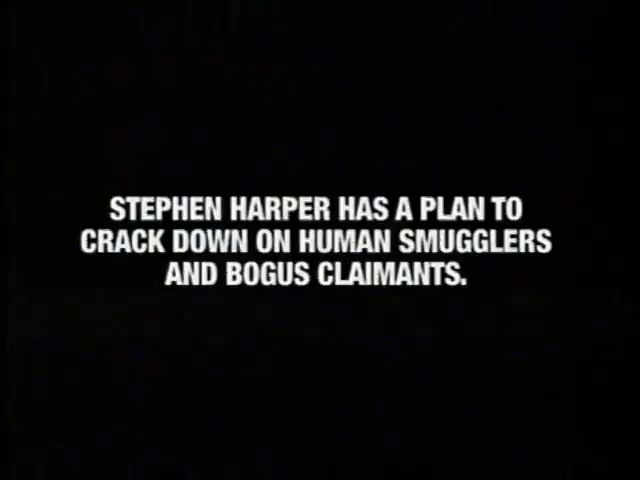 STEPHEN HARPER HAS A PLAN TO
CRACK DOWN ON HUMAN SMUGGLERS
AND BOGUS CLAIMANTS.